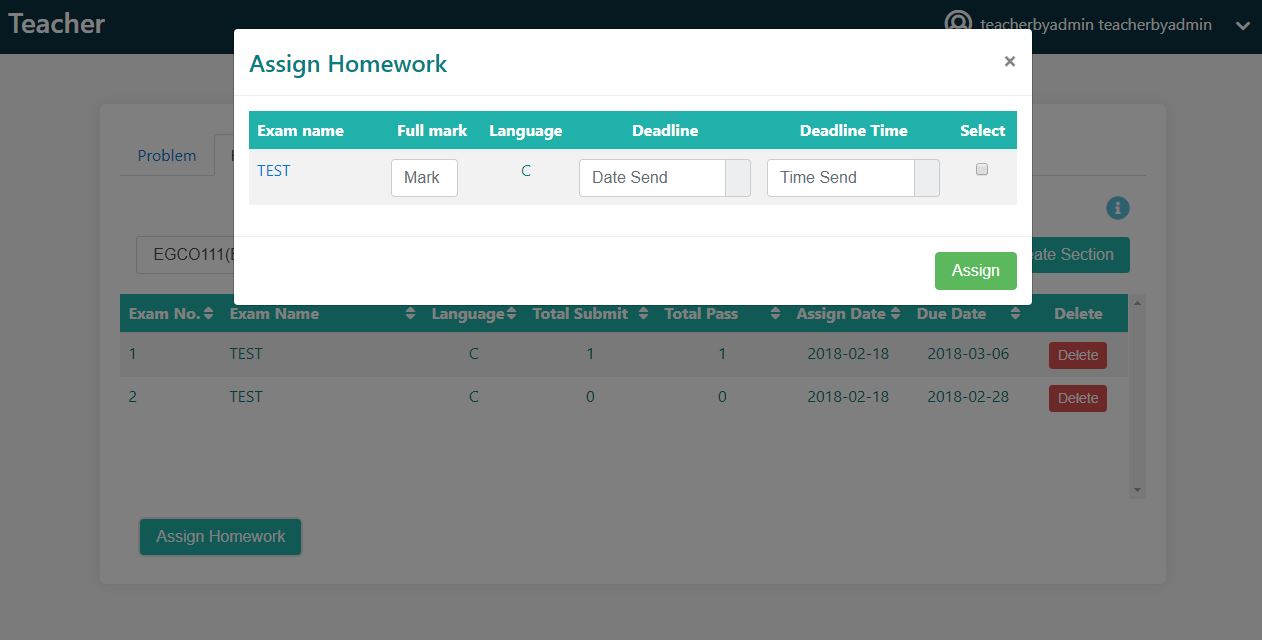 Teacher
teacherbyadmin teacherbyadmin
Assign Homework ×
Exam name Full mark Language Deadline Deadline Time Select
TEST Mark C Date Send Time Send
Assign
Problem
EGCO111(
ate Section
Exam No. Exam Name Language Total Submit Total Pass Assign Date Due Date Delete
1 TEST C 1 1 2018-02-18 2018-03-06 Delete
2 TEST C 0 0 2018-02-18 2018-02-28 Delete
Assign Homework